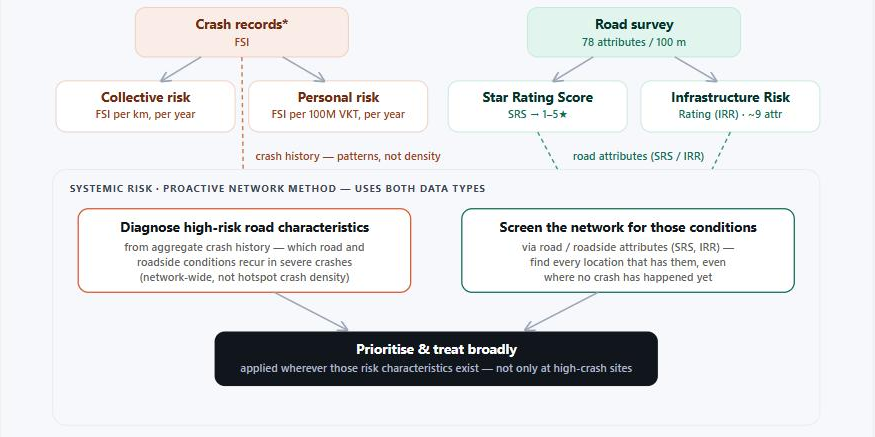 Crash records*
FSI
Road survey
78 attributes / 100 m
Collective risk
FSI per km, per year
Personal risk
FSI per 100M VKT, per year
Star Rating Score
SRS → 1–5★
Infrastructure Risk
Rating (IRR) · ~9 attr
crash history — patterns, not density
road attributes (SRS / IRR)
SYSTEMIC RISK · PROACTIVE NETWORK METHOD — USES BOTH DATA TYPES
Diagnose high-risk road characteristics
from aggregate crash history — which road and
roadside conditions recur in severe crashes
(network-wide, not hotspot crash density)
Screen the network for those conditions
via road / roadside attributes (SRS, IRR) —
find every location that has them, even
where no crash has happened yet
Prioritise & treat broadly
applied wherever those risk characteristics exist — not only at high-crash sites